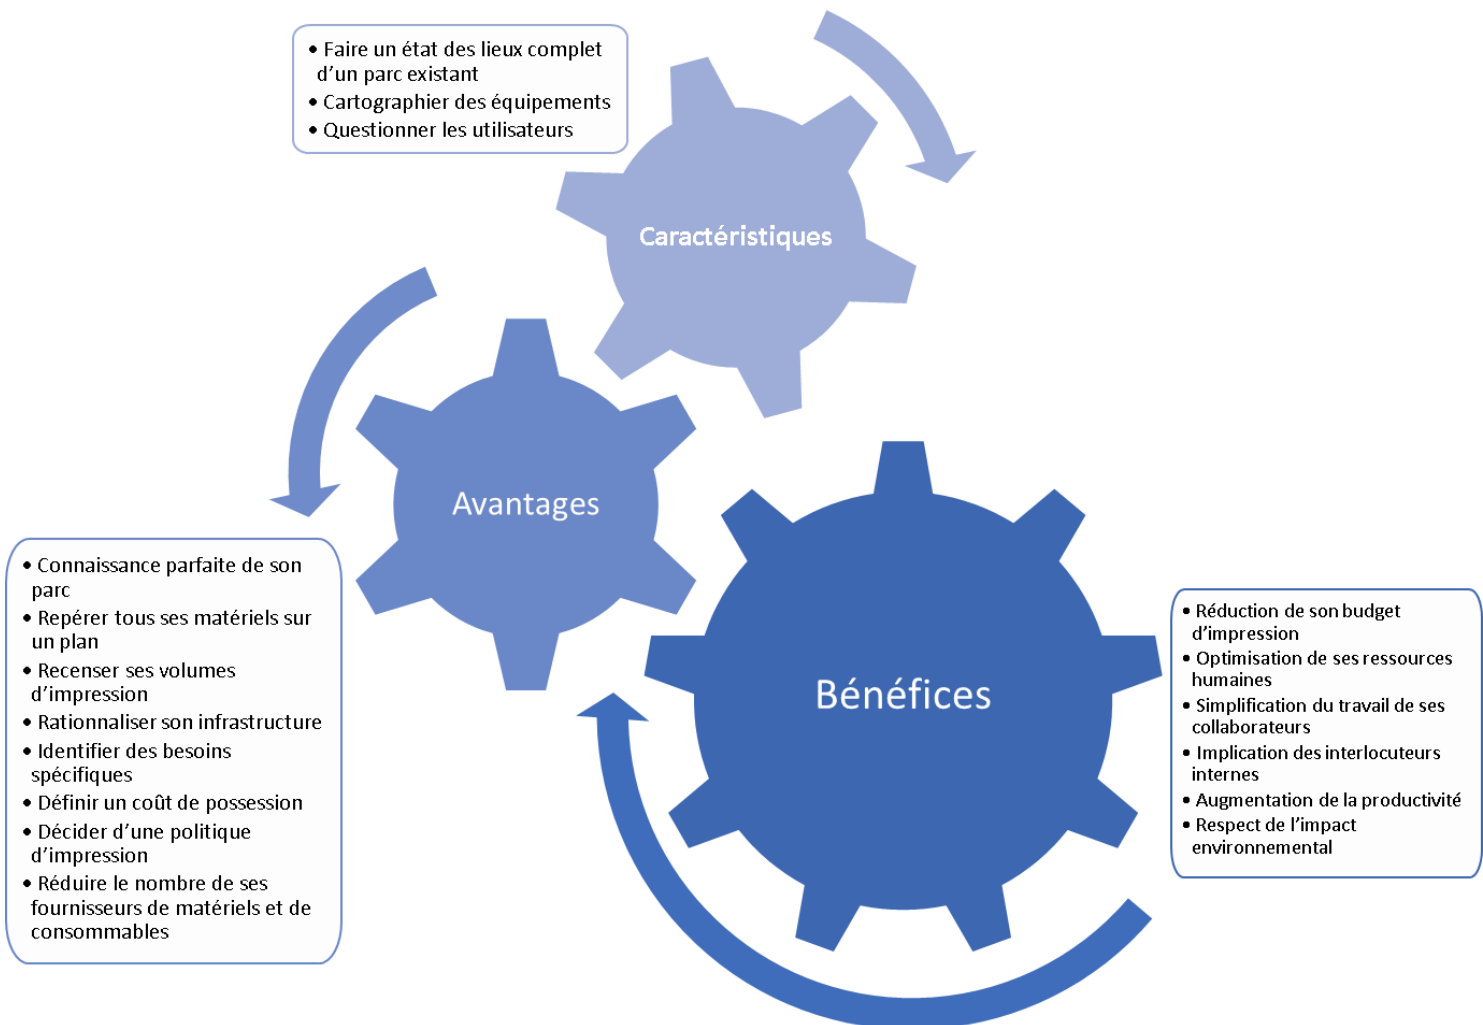 • Faire un état des lieux complet
d’un parc existant
• Cartographier des équipements
• Questionner les utilisateurs
Caractéristiques
Avantages
• Connaissance parfaite de son
parc
• Repérer tous ses matériels sur
un plan
• Recenser ses volumes
d’impression
• Rationnaliser son infrastructure
• Identifier des besoins
spécifiques
• Définir un coût de possession
• Décider d’une politique
d’impression
• Réduire le nombre de ses
fournisseurs de matériels et de
consommables
Bénéfices
• Réduction de son budget
d’impression
• Optimisation de ses ressources
humaines
• Simplification du travail de ses
collaborateurs
• Implication des interlocuteurs
internes
• Augmentation de la productivité
• Respect de l’impact
environnemental